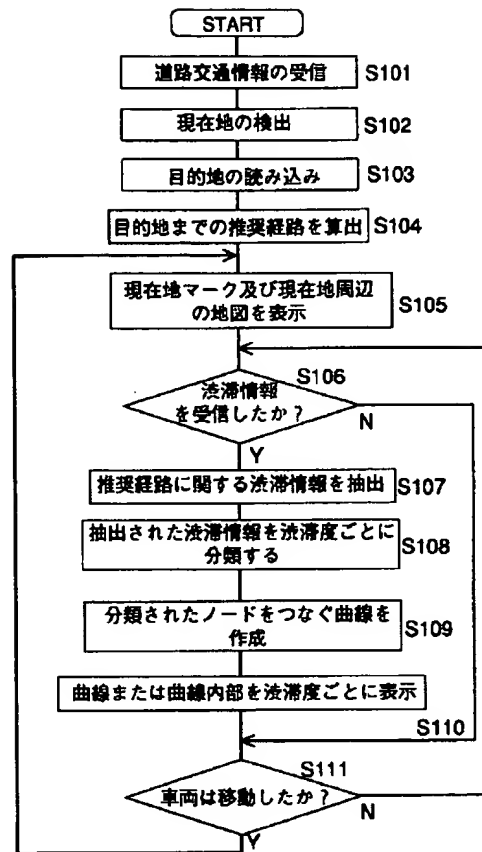 START
道路交通情報の受信 S101
現在地の検出 S102
目的地の読み込み S103
目的地までの推奨経路を算出 S104
現在地マーク及び現在地周辺
の地図を表示 S105
S106
渋滞情報
を受信したか？
N
Y
推奨経路に関する渋滞情報を抽出 S107
抽出された渋滞情報を渋滞度ごとに
分類する S108
分類されたノードをつなぐ曲線を
作成 S109
曲線または曲線内部を渋滞度ごとに表示
S110
S111
車両は移動したか？
N
Y